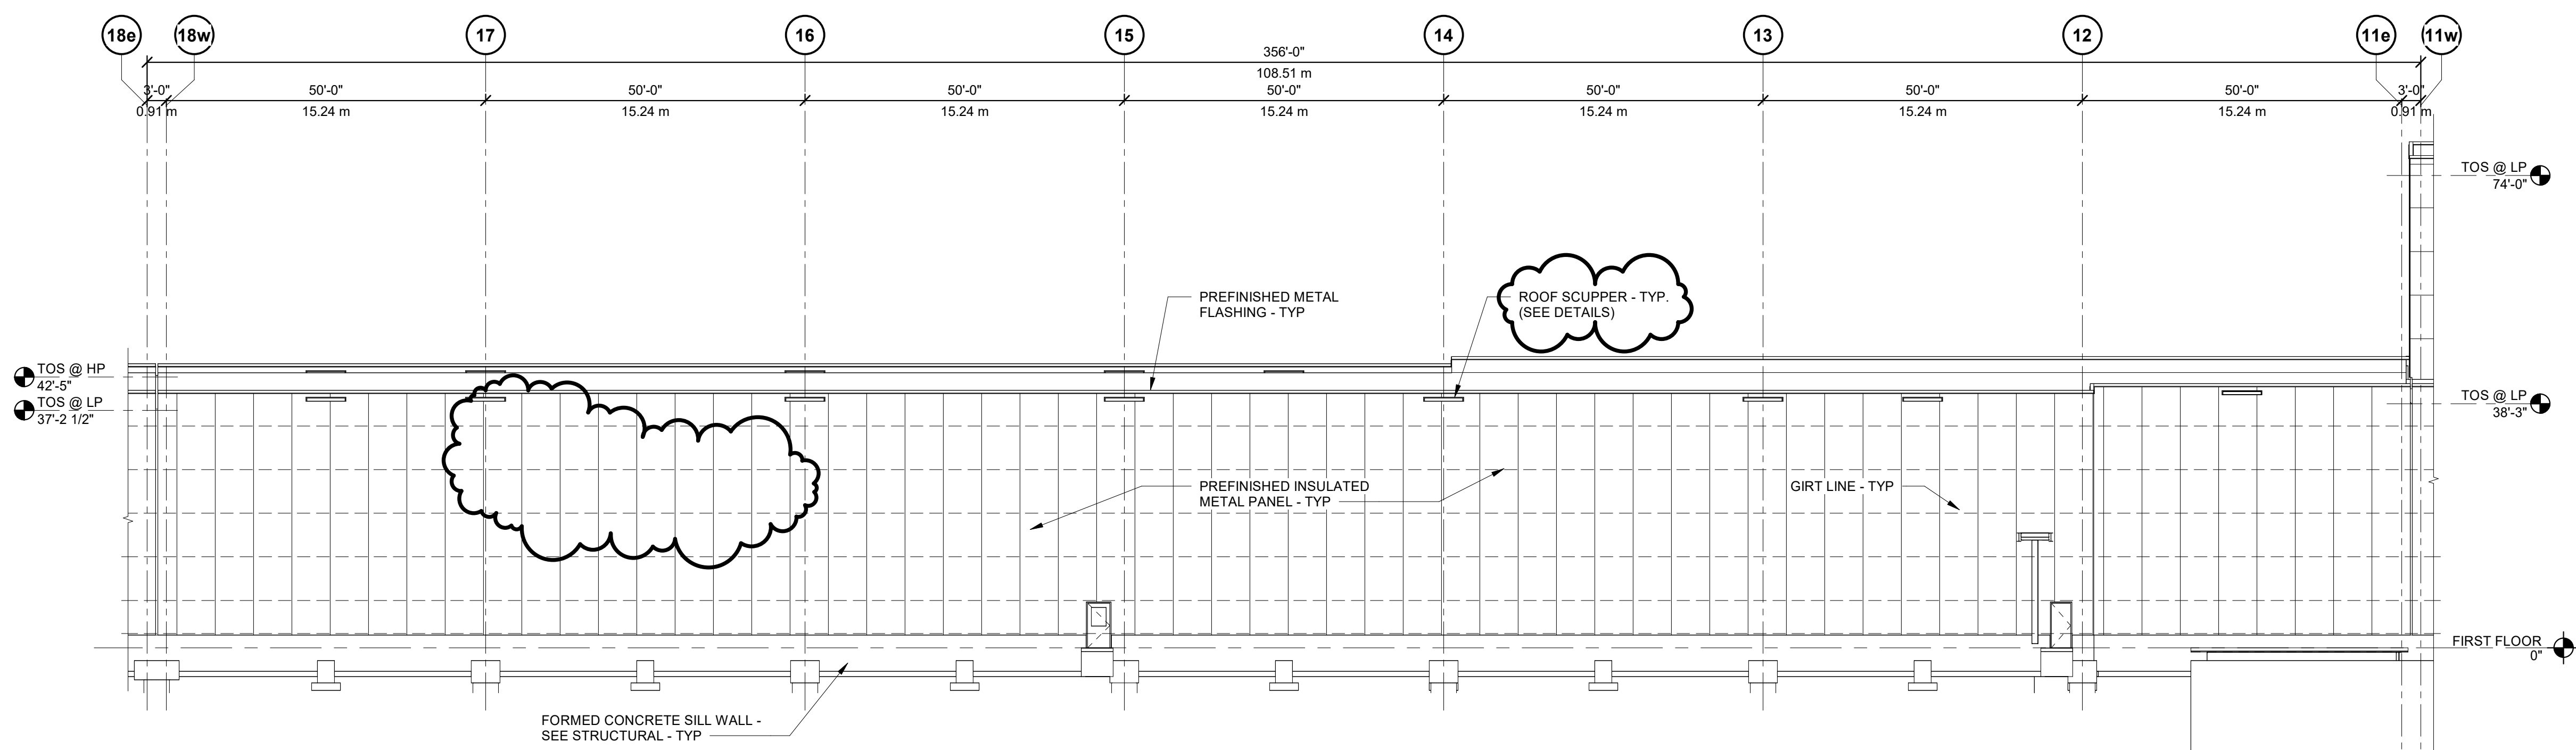 18e 18w 17 16 15 14 13 12 11e 11w
356'-0"
108.51 m
3'-0" 50'-0" 50'-0" 50'-0" 50'-0" 50'-0" 50'-0" 50'-0" 3'-0"
0.91 m 15.24 m 15.24 m 15.24 m 15.24 m 15.24 m 15.24 m 15.24 m 0.91 m
TOS @ LP
74'-0"
PREFINISHED METAL
FLASHING - TYP
ROOF SCUPPER - TYP.
(SEE DETAILS)
TOS @ HP
42'-5"
TOS @ LP
37'-2 1/2"
TOS @ LP
38'-3"
PREFINISHED INSULATED
METAL PANEL - TYP
GIRT LINE - TYP
FIRST FLOOR
0"
FORMED CONCRETE SILL WALL -
SEE STRUCTURAL - TYP